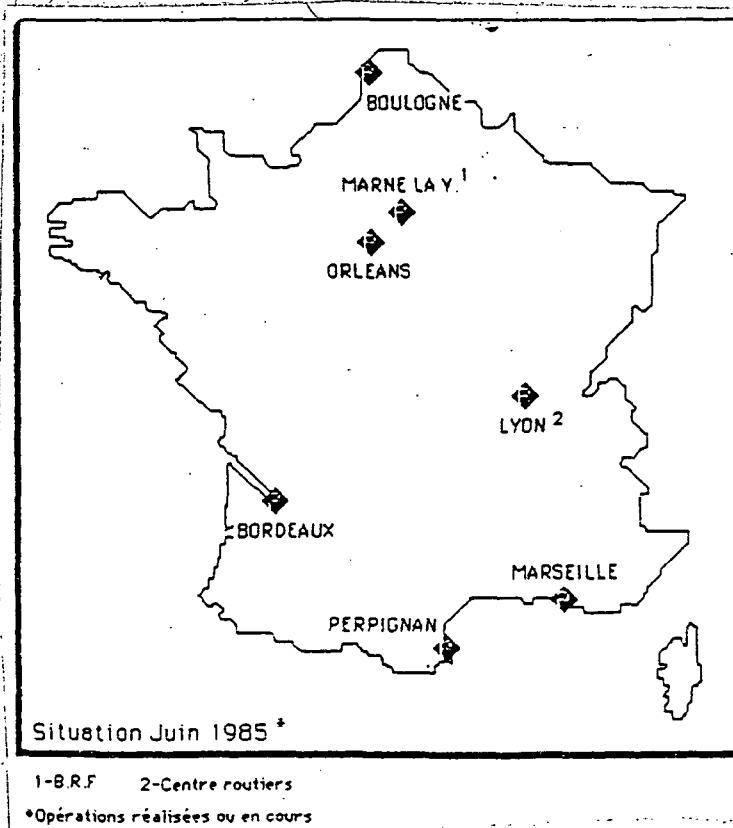 BOULOGNE
MARNE LA V. 1
ORLEANS
LYON 2
BORDEAUX
MARSEILLE
PERPIGNAN
Situation Juin 1985 *
1-B.R.F 2-Centre routiers
*Opérations réalisées ou en cours